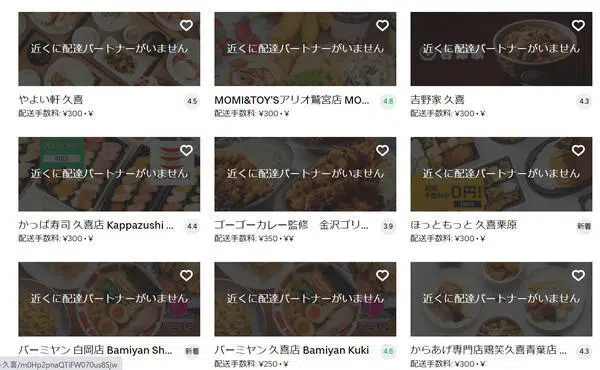 近くに配達パートナーがいません
近くに配達パートナーがいません
近くに配達パートナーがいません
やよい軒 久喜 4.5
配送手数料: ¥300 • ¥
MOMI&TOY'Sアリオ鷲宮店 MO... 4.8
配送手数料: ¥300 • ¥¥
吉野家 久喜 4.3
配送手数料: ¥300 • ¥
近くに配達パートナーがいません
近くに配達パートナーがいません
近くに配達パートナーがいません
かっぱ寿司 久喜店 Kappazushi ... 4.4
配送手数料: ¥300 • ¥
ゴーゴーカレー監修 金沢ゴリ... 3.9
配送手数料: ¥350 • ¥¥
0円!
ほっともっと 久喜栗原 新着
配送手数料: ¥300 • ¥
近くに配達パートナーがいません
近くに配達パートナーがいません
近くに配達パートナーがいません
バーミヤン 白岡店 Bamiyan Sh... 新着
バーミヤン 久喜店 Bamiyan Kuki 4.6
配送手数料: ¥250 • ¥
からあげ専門店鶏笑久喜青葉店 ... 4.3
配送手数料: ¥300 • ¥